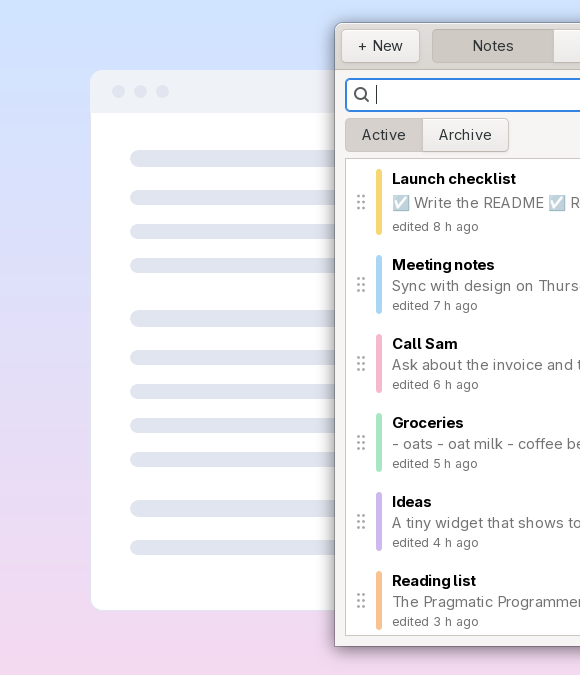 + New
Notes
Active
Archive
Launch checklist
☑ Write the README ☑ R
edited 8 h ago
Meeting notes
Sync with design on Thurs
edited 7 h ago
Call Sam
Ask about the invoice and t
edited 6 h ago
Groceries
- oats - oat milk - coffee be
edited 5 h ago
Ideas
A tiny widget that shows to
edited 4 h ago
Reading list
The Pragmatic Programmer
edited 3 h ago